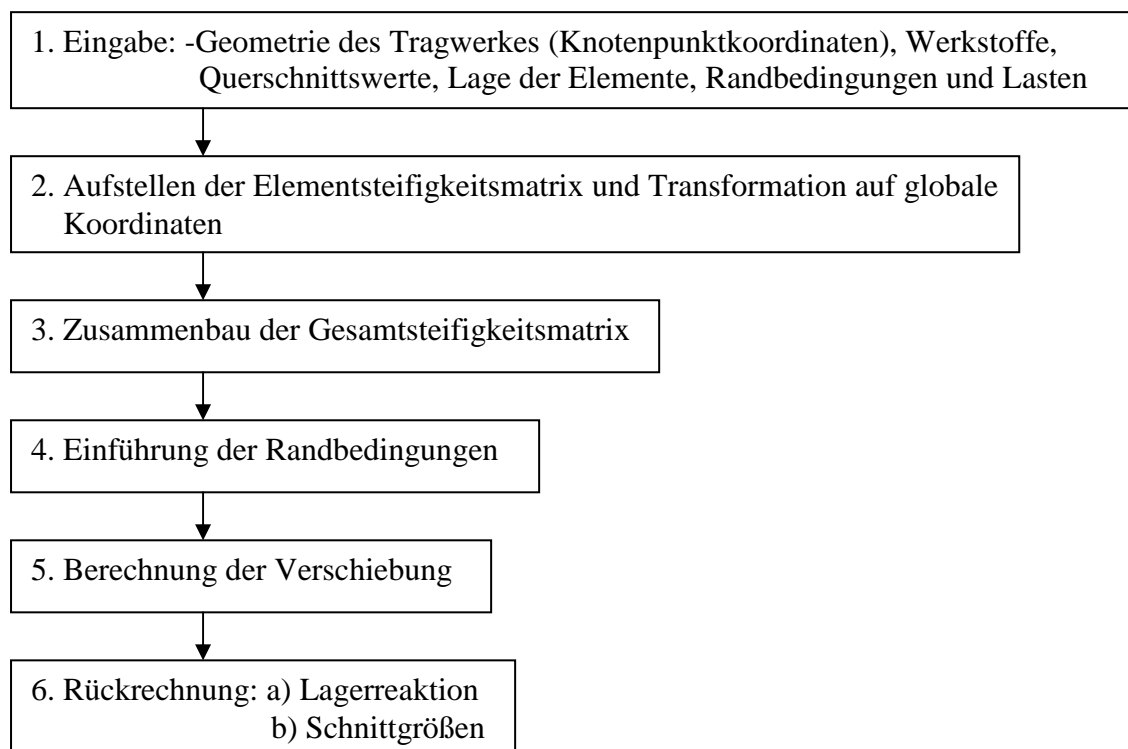 1. Eingabe: -Geometrie des Tragwerkes (Knotenpunktkoordinaten), Werkstoffe,
Querschnittswerte, Lage der Elemente, Randbedingungen und Lasten
2. Aufstellen der Elementsteifigkeitsmatrix und Transformation auf globale
Koordinaten
3. Zusammenbau der Gesamtsteifigkeitsmatrix
4. Einführung der Randbedingungen
5. Berechnung der Verschiebung
6. Rückrechnung: a) Lagerreaktion
b) Schnittgrößen